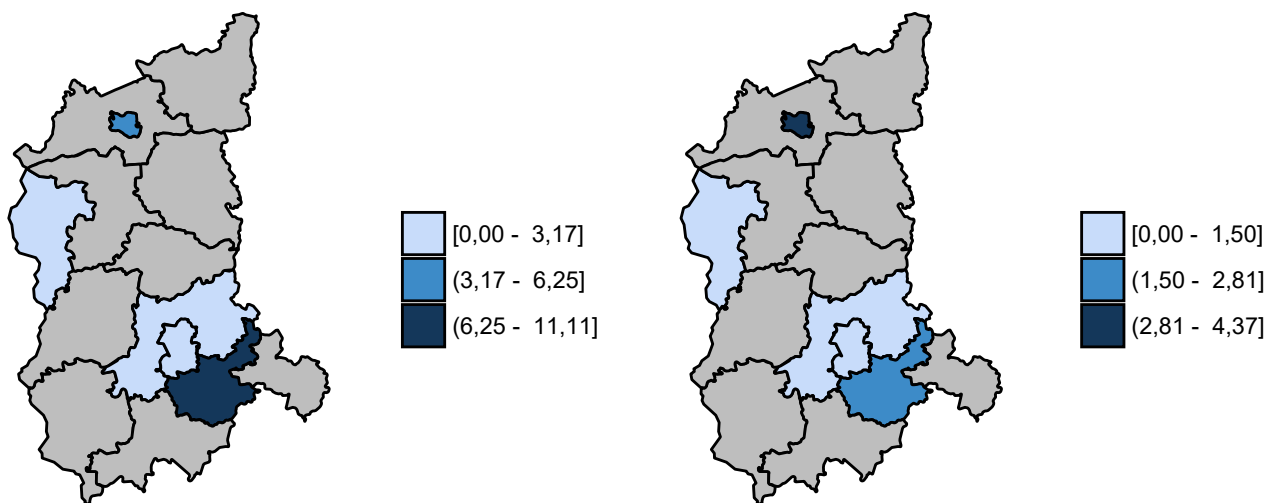 [0,00 - 3,17]
(3,17 - 6,25]
(6,25 - 11,11]
[0,00 - 1,50]
(1,50 - 2,81]
(2,81 - 4,37]